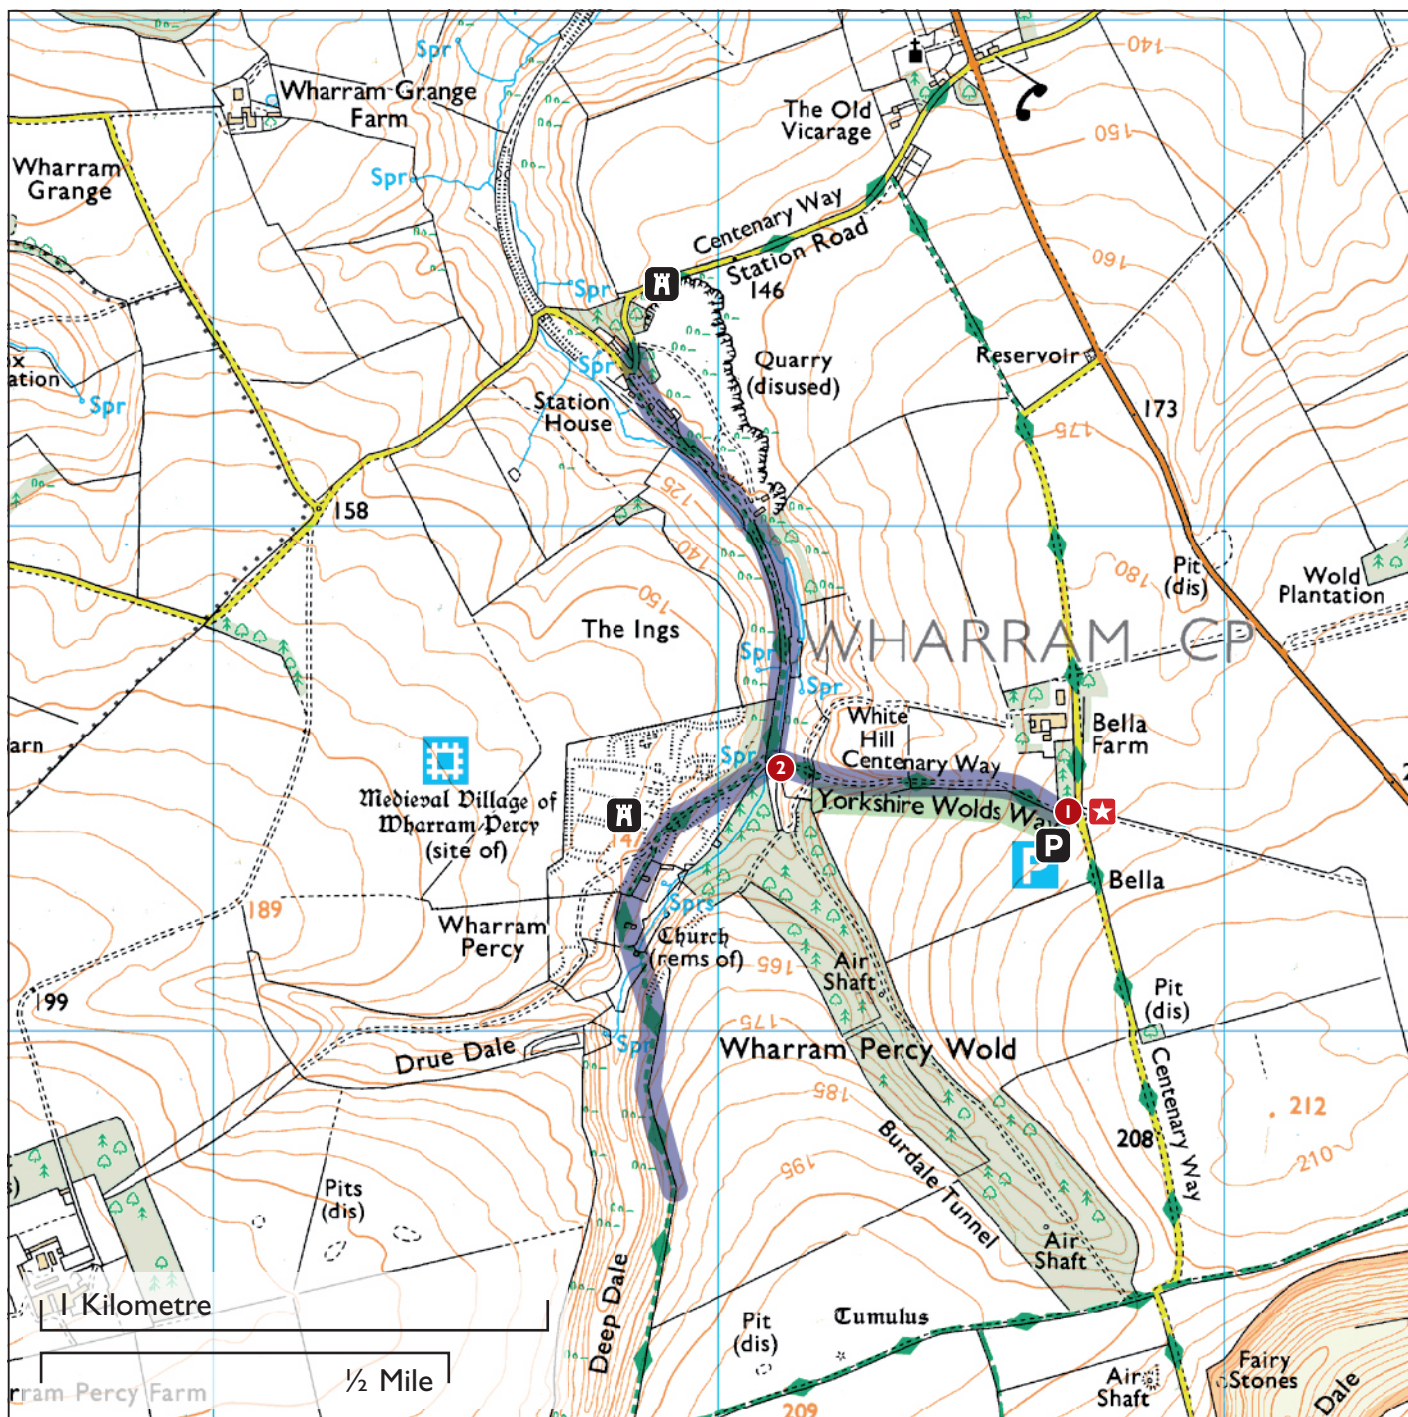 Spr
140
Wharram Grange
Farm
The Old
Vicarage
150
Wharram
Grange
Spr
Centenary Way
Station Road
160
Spr
146
Reservoir
Quarry
(disused)
Spr
ation
Spr
Station
House
173
175
125
158
140
Pit
(dis)
180
Wold
Plantation
150
The Ings
WHARRAM CP
Spr
Spr
White
Hill
Centenary Way
Bella
Farm
arn
Spr
2
Medieval Village of
Wharram Percy
(site of)
Yorkshire Wolds Way
1
P
P
147
Bella
Sprs
189
Wharram
Percy
Church
(rems of)
165
Air
Shaft
199
Pit
(dis)
175
Spr
Drue Dale
Wharram Percy Wold
185
Centenary Way
212
208
195
210
Burdale Tunnel
Pits
(dis)
Air
Shaft
Deep Dale
1 Kilometre
Tumulus
Pit
(dis)
½ Mile
rram Percy Farm
Air
Shaft
Fairy
Stones
Dale
209